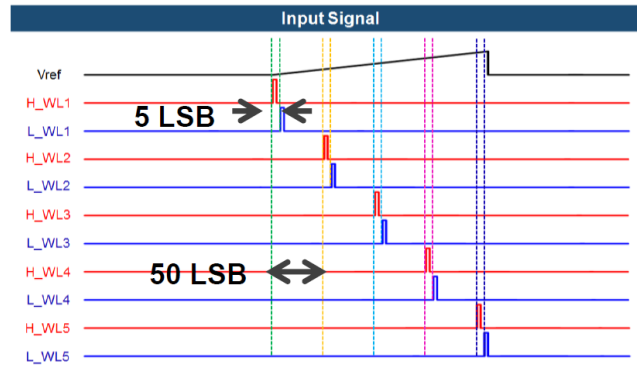 Input Signal
Vref
H_WL1
5 LSB
L_WL1
H_WL2
L_WL2
H_WL3
L_WL3
50 LSB
H_WL4
L_WL4
H_WL5
L_WL5